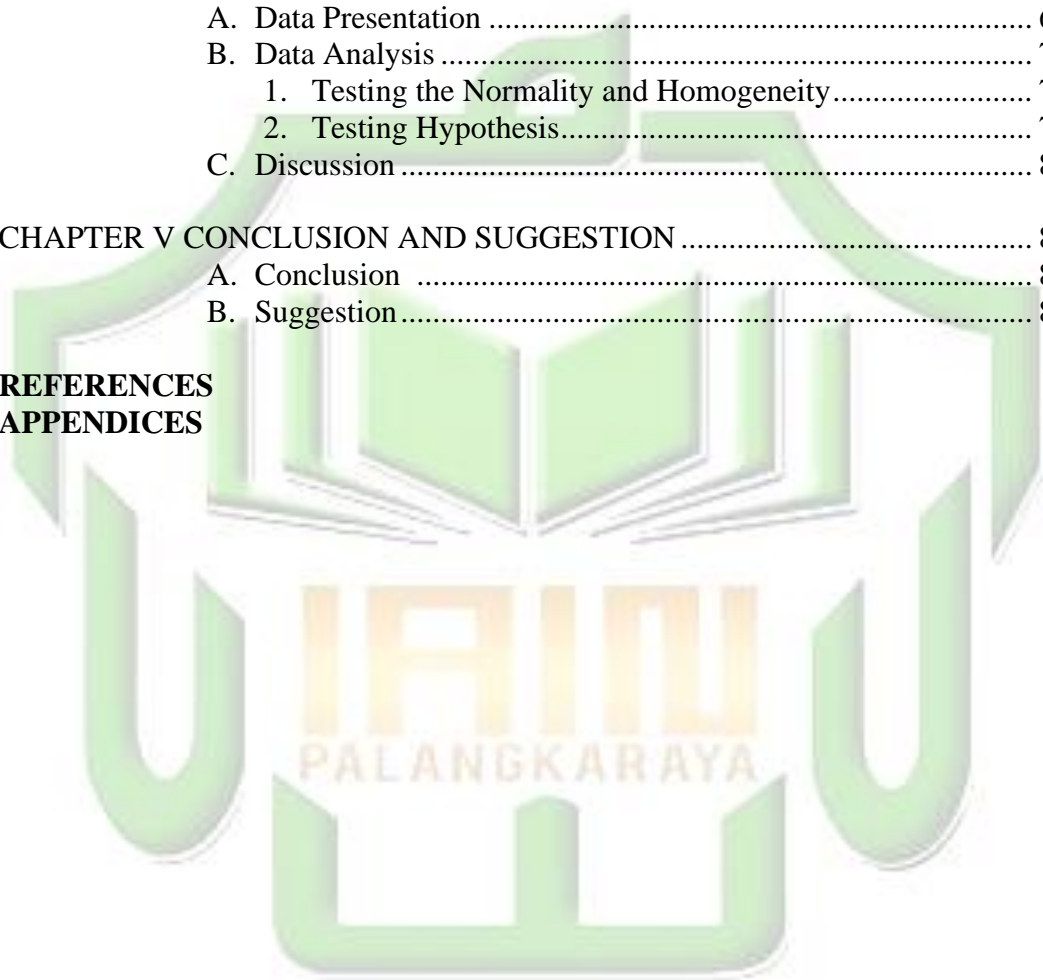 A. Data Presentation ........................................................................
B. Data Analysis ...............................................................................
1. Testing the Normality and Homogeneity...........................
2. Testing Hypothesis..............................................................
C. Discussion .....................................................................................
CHAPTER V CONCLUSION AND SUGGESTION ................................................
A. Conclusion ...................................................................................
B. Suggestion.....................................................................................
REFERENCES
APPENDICES
IAIN
PALANGKARAYA